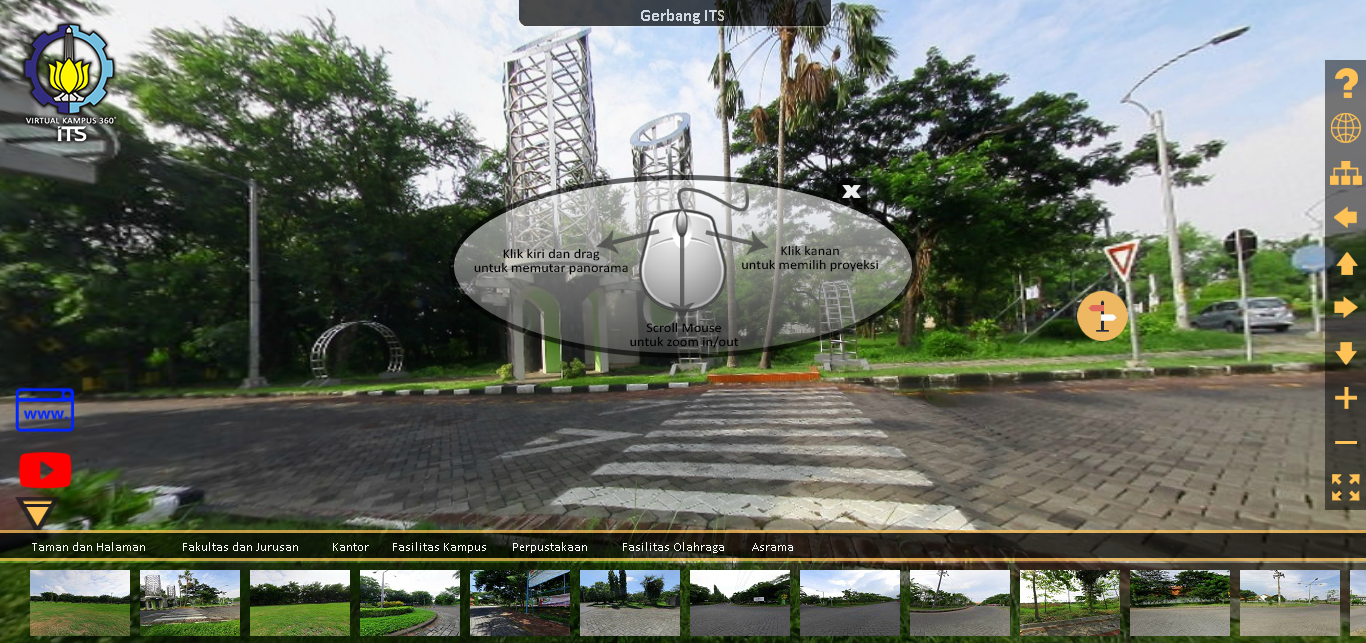 Gerbang ITS
VIRTUAL KAMPUS 360°
iTS
X
Klik kiri dan drag
untuk memutar panorama
Klik kanan
untuk memilih proyeksi
Scroll Mouse
untuk zoom in/out
?
www.
Taman dan Halaman
Fakultas dan Jurusan
Kantor
Fasilitas Kampus
Perpustakaan
Fasilitas Olahraga
Asrama